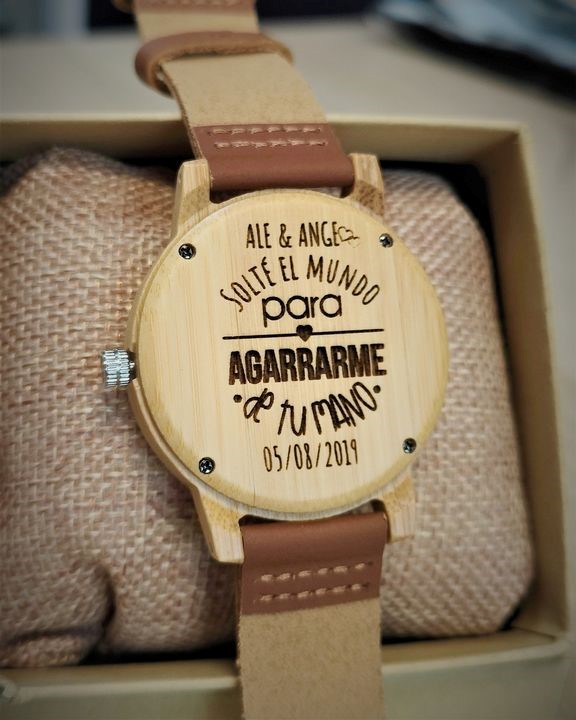 ALE & ANGE
SOLTÉ EL MUNDO
para
AGARRARME
de TU MANO
05/08/2019